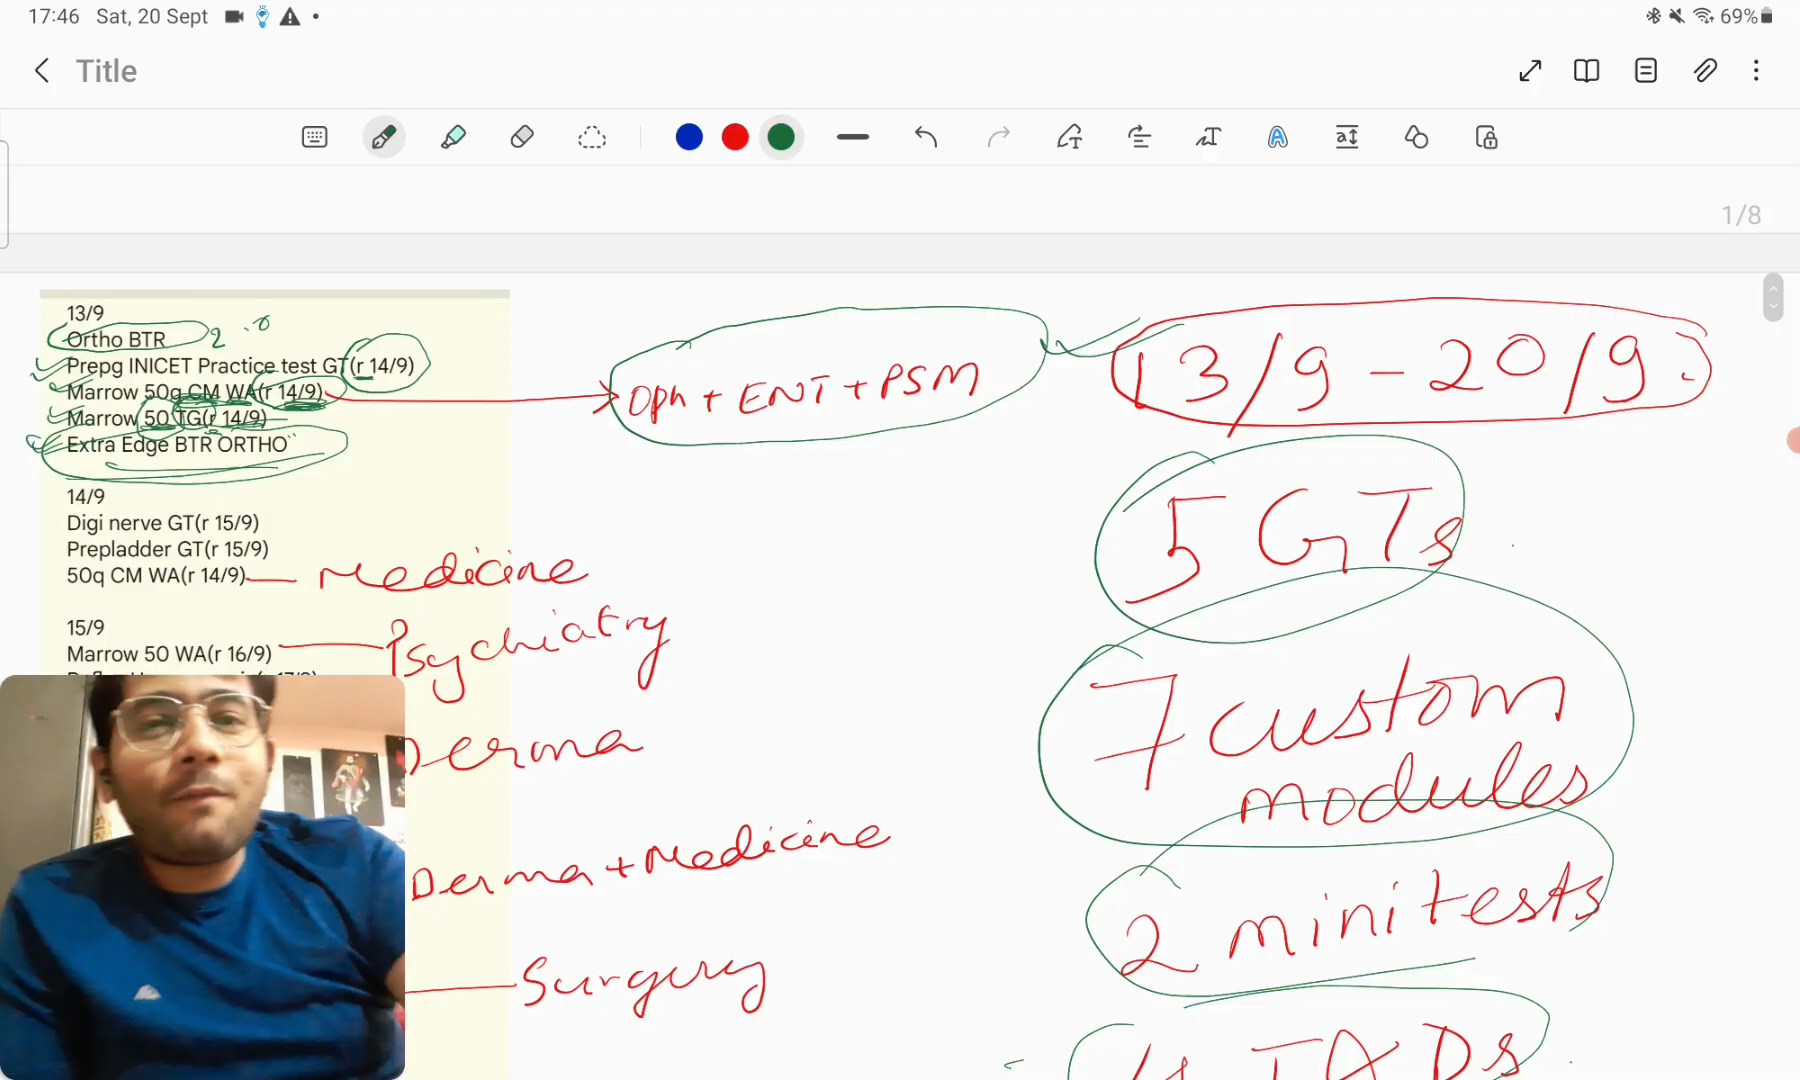 17:46 Sat, 20 Sept
69%
Title
1/8
13/9
Ortho BTR 2.0
Prepg INICET Practice test GT(r 14/9)
Marrow 50q CM WA(r 14/9)
Marrow 50 TG(r 14/9)
Extra Edge BTR ORTHO
Oph + ENT + PSM
13/9 - 20/9
14/9
Digi nerve GT(r 15/9)
Prepladder GT(r 15/9)
50q CM WA(r 14/9)
Medicine
15/9
Marrow 50 WA(r 16/9)
Psychiatry
Derma
Derma + Medicine
Surgery
5 GTs
7 custom
modules
2 minitests
4 TADs